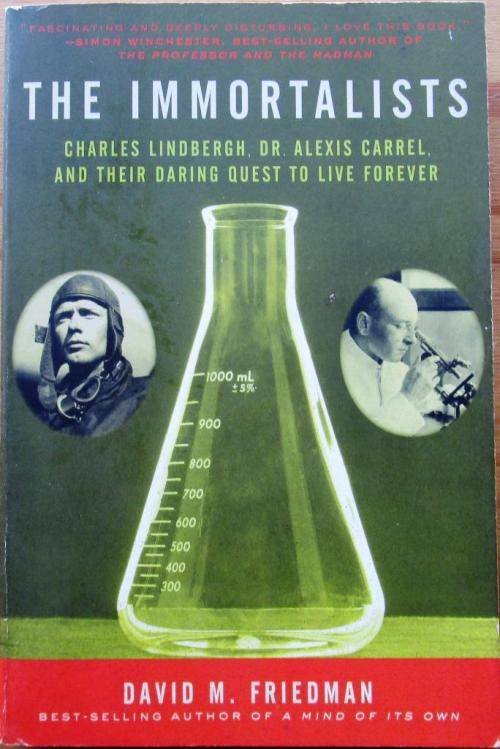 "FASCINATING AND DEEPLY DISTURBING, I LOVE THIS BOOK."
—SIMON WINCHESTER, BEST-SELLING AUTHOR OF
THE PROFESSOR AND THE MADMAN
THE IMMORTALISTS
CHARLES LINDBERGH, DR. ALEXIS CARREL,
AND THEIR DARING QUEST TO LIVE FOREVER
1000 mL
±5%
900
800
700
600
500
400
300
DAVID M. FRIEDMAN
BEST-SELLING AUTHOR OF A MIND OF ITS OWN